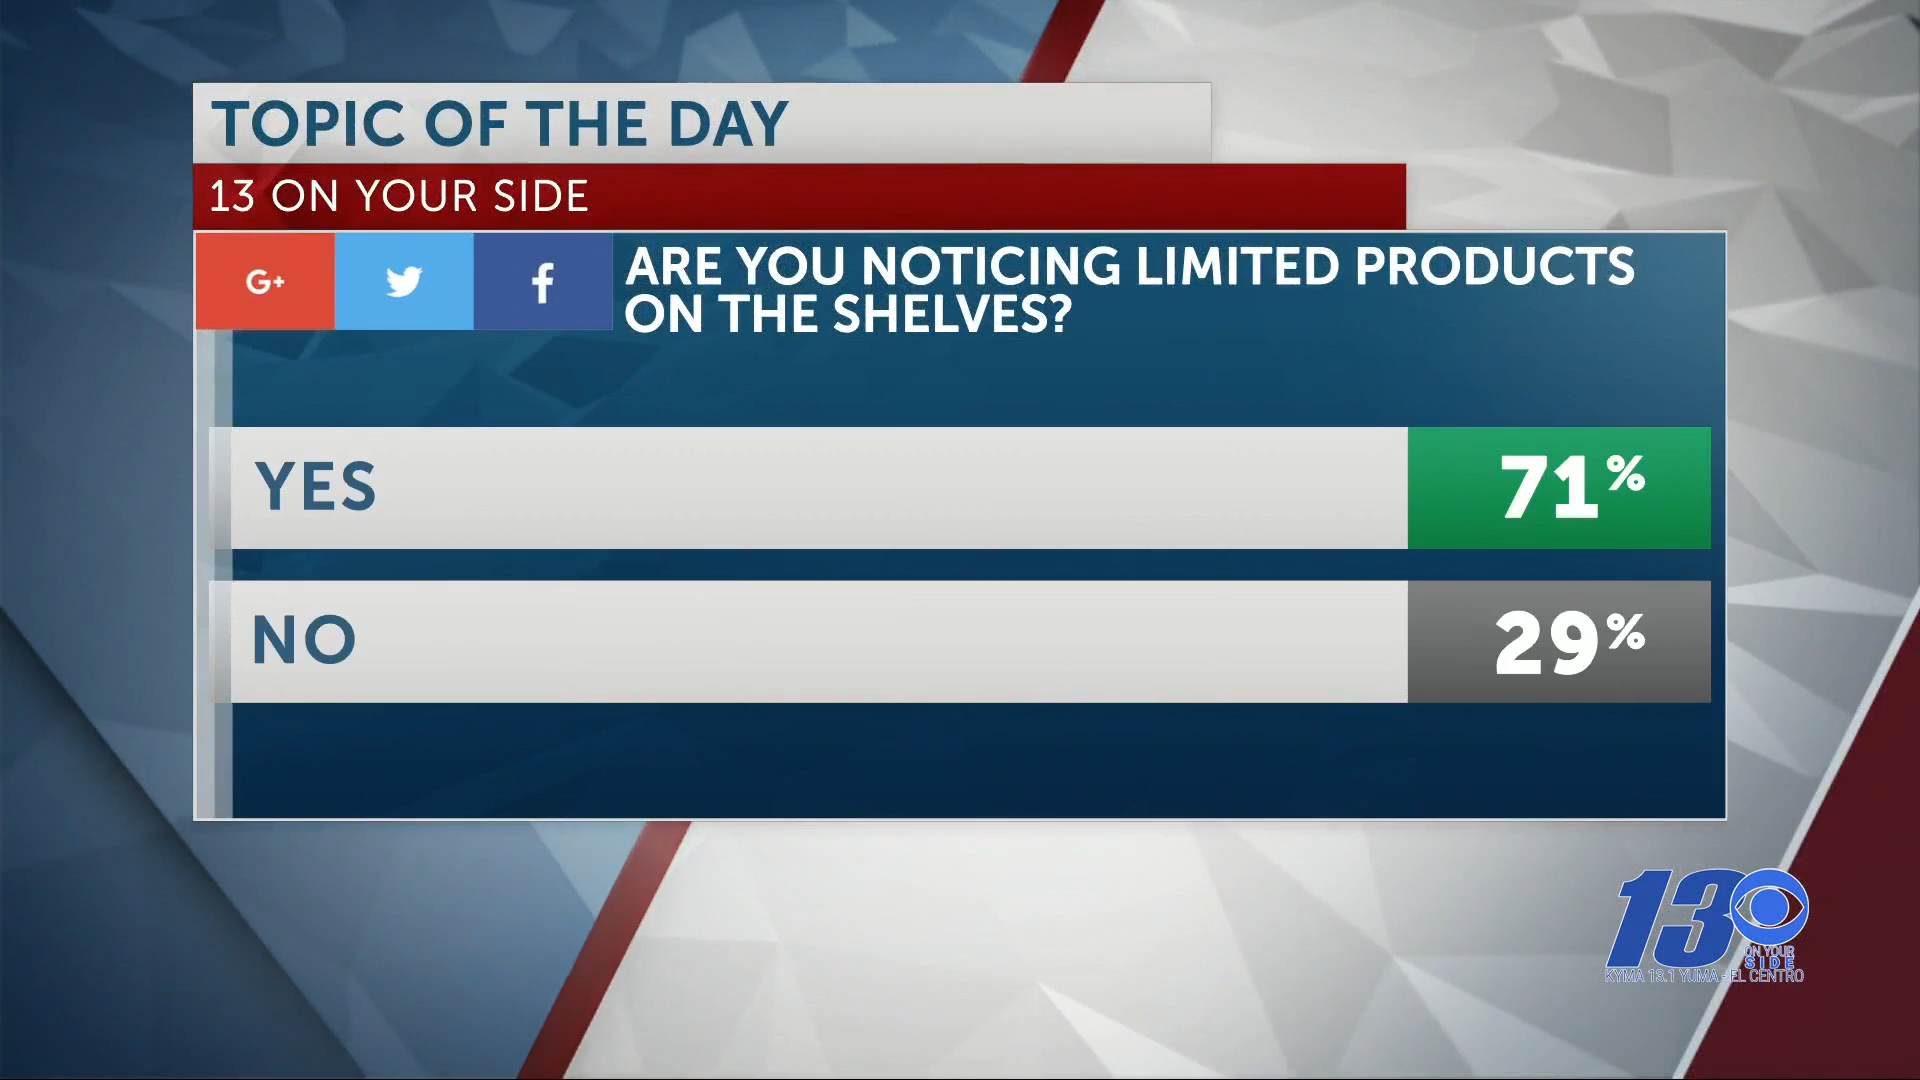 TOPIC OF THE DAY
13 ON YOUR SIDE
G+ f ARE YOU NOTICING LIMITED PRODUCTS
ON THE SHELVES?
YES 71%
NO 29%
13
ON YOUR
SIDE
KYMA 13.1 YUMA - EL CENTRO